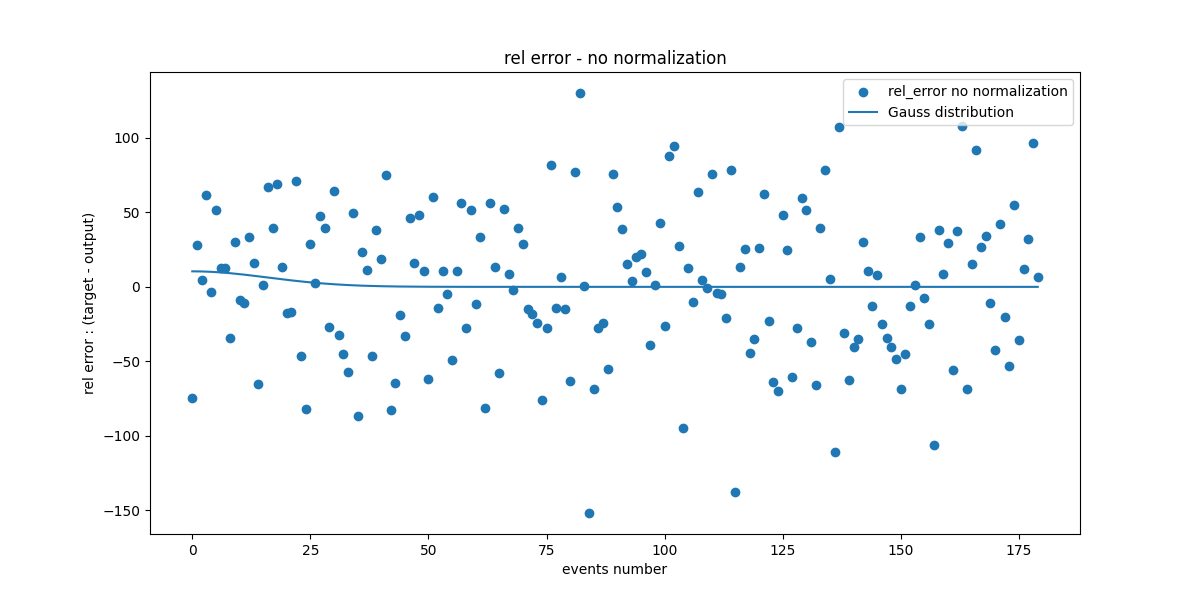 rel error - no normalization
rel_error no normalization
Gauss distribution
rel error : (target - output)
100
50
0
−50
−100
−150
0
25
50
75
100
125
150
175
events number